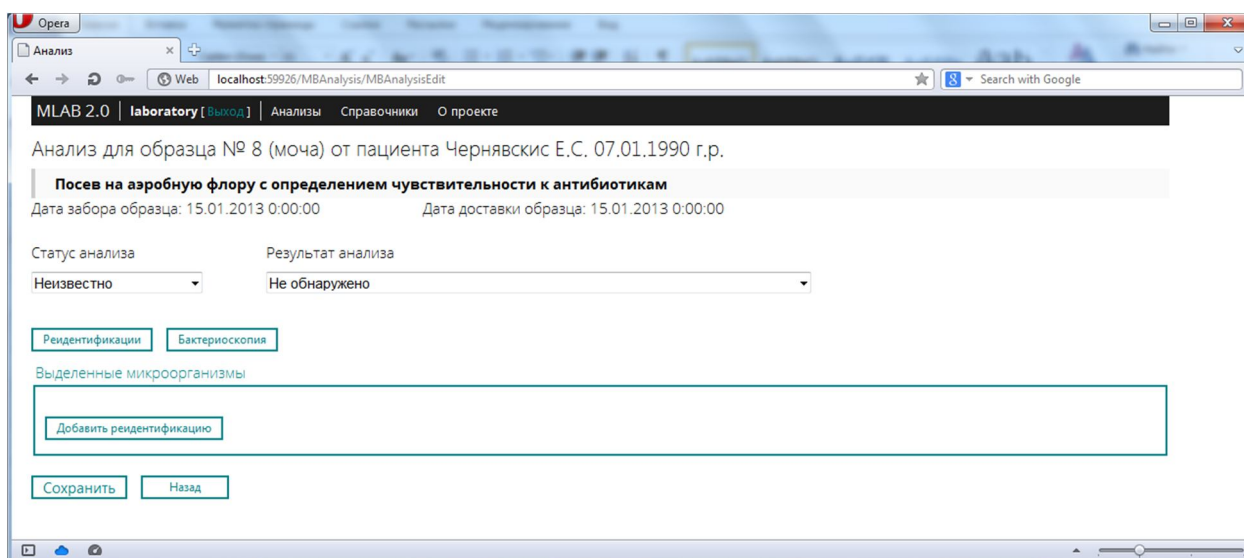 Opera
Анализ
Web localhost:59926/MBAnalysis/MBAnalysisEdit
8 Search with Google
MLAB 2.0 | laboratory [ Выход ] | Анализы Справочники О проекте
Анализ для образца № 8 (моча) от пациента Чернявскис Е.С. 07.01.1990 г.р.
Посев на аэробную флору с определением чувствительности к антибиотикам
Дата забора образца: 15.01.2013 0:00:00 Дата доставки образца: 15.01.2013 0:00:00
Статус анализа Результат анализа
Неизвестно Не обнаружено
Реидентификации Бактериоскопия
Выделенные микроорганизмы
Добавить реидентификацию
Сохранить Назад